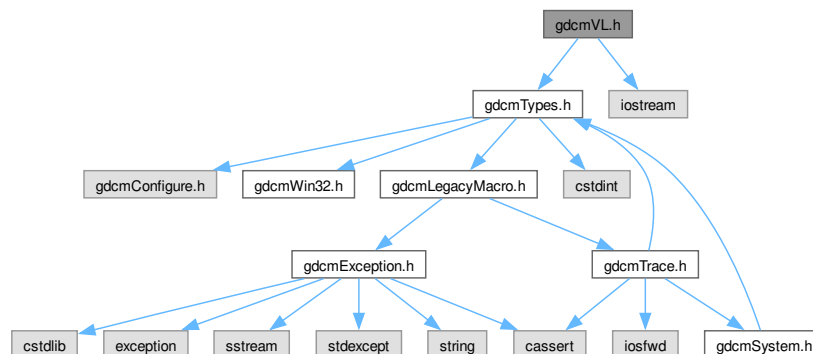 gdcmVL.h
gdcmTypes.h
iostream
gdcmConfigure.h
gdcmWin32.h
gdcmLegacyMacro.h
cstdint
gdcmException.h
gdcmTrace.h
cstdlib
exception
sstream
stdexcept
string
cassert
iosfwd
gdcmSystem.h